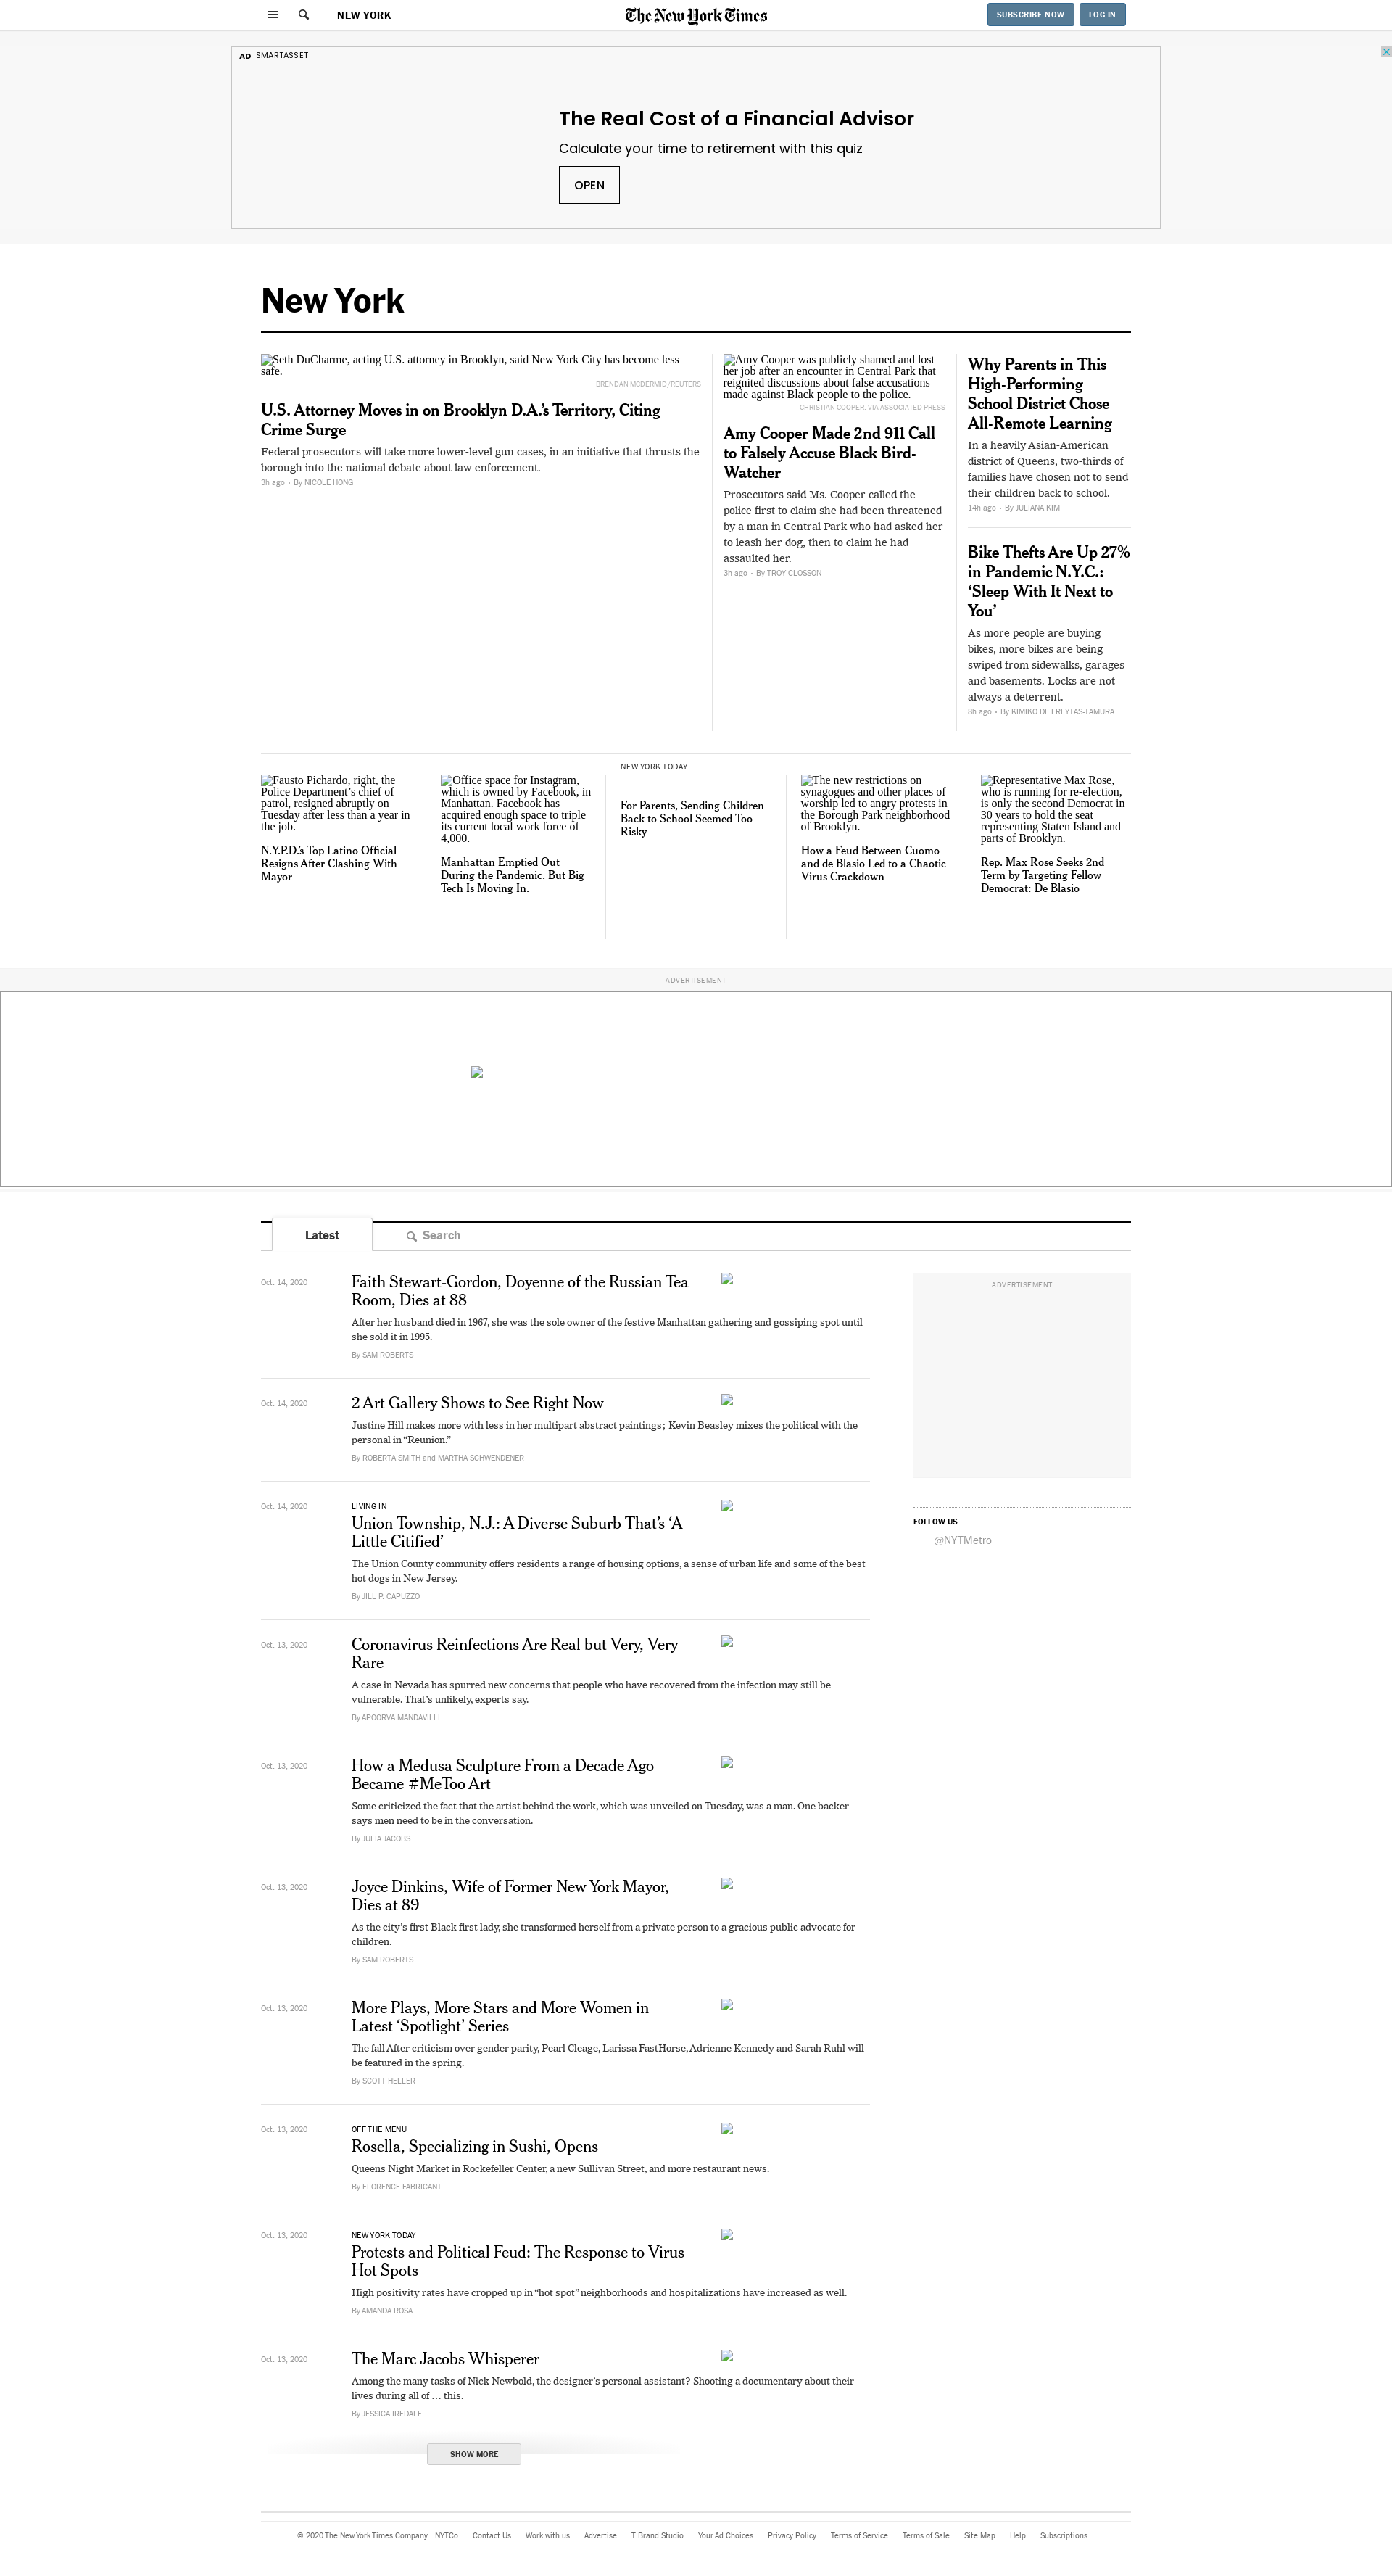 NEW YORK
The New York Times
SUBSCRIBE NOW
LOG IN
AD SMARTASSET
The Real Cost of a Financial Advisor
Calculate your time to retirement with this quiz
OPEN
New York
Seth DuCharme, acting U.S. attorney in Brooklyn, said New York City has become less
safe.
BRENDAN MCDERMID/REUTERS
U.S. Attorney Moves in on Brooklyn D.A.’s Territory, Citing
Crime Surge
Federal prosecutors will take more lower-level gun cases, in an initiative that thrusts the
borough into the national debate about law enforcement.
3h ago • By NICOLE HONG
Amy Cooper was publicly shamed and lost
her job after an encounter in Central Park that
reignited discussions about false accusations
made against Black people to the police.
CHRISTIAN COOPER, VIA ASSOCIATED PRESS
Amy Cooper Made 2nd 911 Call
to Falsely Accuse Black Bird-
Watcher
Prosecutors said Ms. Cooper called the
police first to claim she had been threatened
by a man in Central Park who had asked her
to leash her dog, then to claim he had
assaulted her.
3h ago • By TROY CLOSSON
Why Parents in This
High-Performing
School District Chose
All-Remote Learning
In a heavily Asian-American
district of Queens, two-thirds of
families have chosen not to send
their children back to school.
14h ago • By JULIANA KIM
Bike Thefts Are Up 27%
in Pandemic N.Y.C.:
‘Sleep With It Next to
You’
As more people are buying
bikes, more bikes are being
swiped from sidewalks, garages
and basements. Locks are not
always a deterrent.
8h ago • By KIMIKO DE FREYTAS-TAMURA
Fausto Pichardo, right, the
Police Department’s chief of
patrol, resigned abruptly on
Tuesday after less than a year in
the job.
N.Y.P.D.’s Top Latino Official
Resigns After Clashing With
Mayor
Office space for Instagram,
which is owned by Facebook, in
Manhattan. Facebook has
acquired enough space to triple
its current local work force of
4,000.
Manhattan Emptied Out
During the Pandemic. But Big
Tech Is Moving In.
NEW YORK TODAY
For Parents, Sending Children
Back to School Seemed Too
Risky
The new restrictions on
synagogues and other places of
worship led to angry protests in
the Borough Park neighborhood
of Brooklyn.
How a Feud Between Cuomo
and de Blasio Led to a Chaotic
Virus Crackdown
Representative Max Rose,
who is running for re-election,
is only the second Democrat in
30 years to hold the seat
representing Staten Island and
parts of Brooklyn.
Rep. Max Rose Seeks 2nd
Term by Targeting Fellow
Democrat: De Blasio
ADVERTISEMENT
Latest
Search
Oct. 14, 2020
Faith Stewart-Gordon, Doyenne of the Russian Tea
Room, Dies at 88
After her husband died in 1967, she was the sole owner of the festive Manhattan gathering and gossiping spot until
she sold it in 1995.
By SAM ROBERTS
ADVERTISEMENT
Oct. 14, 2020
2 Art Gallery Shows to See Right Now
Justine Hill makes more with less in her multipart abstract paintings; Kevin Beasley mixes the political with the
personal in “Reunion.”
By ROBERTA SMITH and MARTHA SCHWENDENER
Oct. 14, 2020
LIVING IN
Union Township, N.J.: A Diverse Suburb That’s ‘A
Little Citified’
The Union County community offers residents a range of housing options, a sense of urban life and some of the best
hot dogs in New Jersey.
By JILL P. CAPUZZO
FOLLOW US
@NYTMetro
Oct. 13, 2020
Coronavirus Reinfections Are Real but Very, Very
Rare
A case in Nevada has spurred new concerns that people who have recovered from the infection may still be
vulnerable. That’s unlikely, experts say.
By APOORVA MANDAVILLI
Oct. 13, 2020
How a Medusa Sculpture From a Decade Ago
Became #MeToo Art
Some criticized the fact that the artist behind the work, which was unveiled on Tuesday, was a man. One backer
says men need to be in the conversation.
By JULIA JACOBS
Oct. 13, 2020
Joyce Dinkins, Wife of Former New York Mayor,
Dies at 89
As the city’s first Black first lady, she transformed herself from a private person to a gracious public advocate for
children.
By SAM ROBERTS
Oct. 13, 2020
More Plays, More Stars and More Women in
Latest ‘Spotlight’ Series
The fall After criticism over gender parity, Pearl Cleage, Larissa FastHorse, Adrienne Kennedy and Sarah Ruhl will
be featured in the spring.
By SCOTT HELLER
Oct. 13, 2020
OFF THE MENU
Rosella, Specializing in Sushi, Opens
Queens Night Market in Rockefeller Center, a new Sullivan Street, and more restaurant news.
By FLORENCE FABRICANT
Oct. 13, 2020
NEW YORK TODAY
Protests and Political Feud: The Response to Virus
Hot Spots
High positivity rates have cropped up in “hot spot” neighborhoods and hospitalizations have increased as well.
By AMANDA ROSA
Oct. 13, 2020
The Marc Jacobs Whisperer
Among the many tasks of Nick Newbold, the designer’s personal assistant? Shooting a documentary about their
lives during all of … this.
By JESSICA IREDALE
SHOW MORE
© 2020 The New York Times Company NYTCo Contact Us Work with us Advertise T Brand Studio Your Ad Choices Privacy Policy Terms of Service Terms of Sale Site Map Help Subscriptions